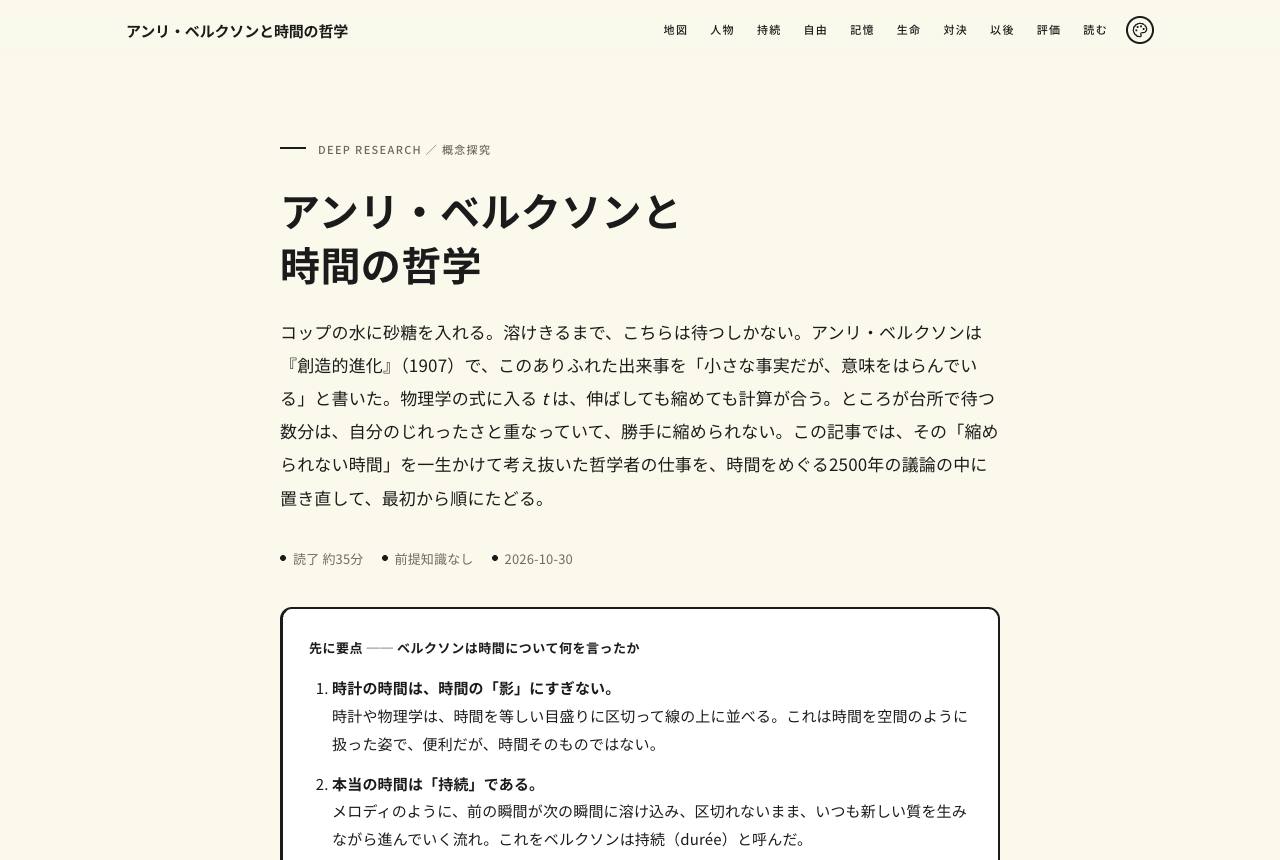 アンリ・ベルクソンと時間の哲学
地図 人物 持続 自由 記憶 生命 対決 以後 評価 読む
DEEP RESEARCH ／ 概念探究
アンリ・ベルクソンと
時間の哲学
コップの水に砂糖を入れる。溶けきるまで、こちらは待つしかない。アンリ・ベルクソンは
『創造的進化』（1907）で、このありふれた出来事を「小さな事実だが、意味をはらんでい
る」と書いた。物理学の式に入る t は、伸ばしても縮めても計算が合う。ところが台所で待つ
数分は、自分のじれったさと重なっていて、勝手に縮められない。この記事では、その「縮め
られない時間」を一生かけて考え抜いた哲学者の仕事を、時間をめぐる2500年の議論の中に
置き直して、最初から順にたどる。
読了 約35分 前提知識なし 2026-10-30
先に要点 —— ベルクソンは時間について何を言ったか
1. 時計の時間は、時間の「影」にすぎない。
時計や物理学は、時間を等しい目盛りに区切って線の上に並べる。これは時間を空間のように
扱った姿で、便利だが、時間そのものではない。
2. 本当の時間は「持続」である。
メロディのように、前の瞬間が次の瞬間に溶け込み、区切れないまま、いつも新しい質を生み
ながら進んでいく流れ。これをベルクソンは持続（durée）と呼んだ。